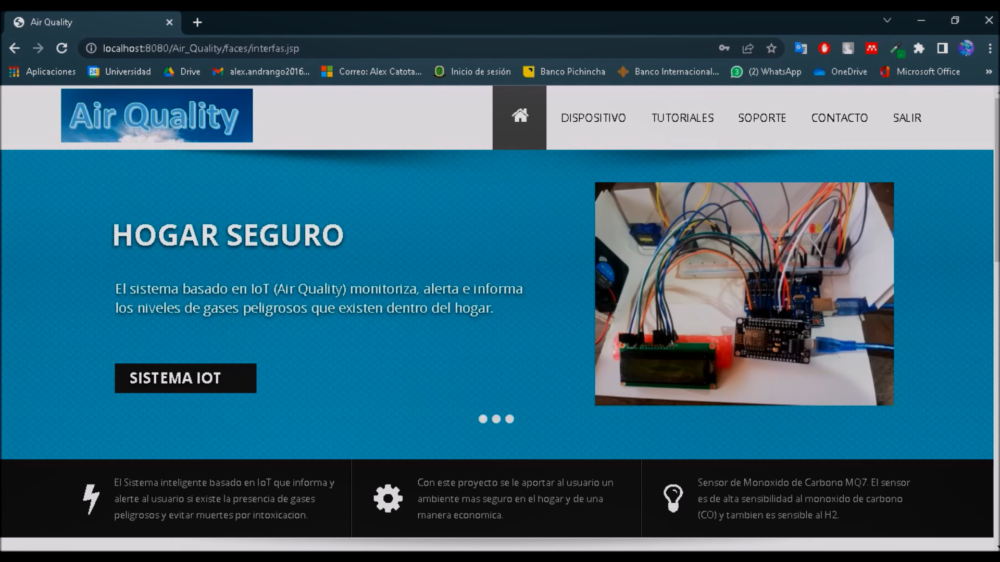 Air Quality
localhost:8080/Air_Quality/faces/interfas.jsp
Aplicaciones
24 Universidad
Drive
alex.andrango2016...
Correo: Alex Catota...
Inicio de sesión
Banco Pichincha
Banco Internacional...
3 (2) WhatsApp
OneDrive
Microsoft Office
»
Air Quality
DISPOSITIVO
TUTORIALES
SOPORTE
CONTACTO
SALIR
HOGAR SEGURO
El sistema basado en IoT (Air Quality) monitoriza, alerta e informa
los niveles de gases peligrosos que existen dentro del hogar.
SISTEMA IOT
El Sistema inteligente basado en IoT que informa y
alerte al usuario si existe la presencia de gases
peligrosos y evitar muertes por intoxicacion.
Con este proyecto se le aportar al usuario un
ambiente mas seguro en el hogar y de una
manera economica.
Sensor de Monoxido de Carbono MQ7. El sensor
es de alta sensibilidad al monoxido de carbono
(CO) y tambien es sensible al H2.